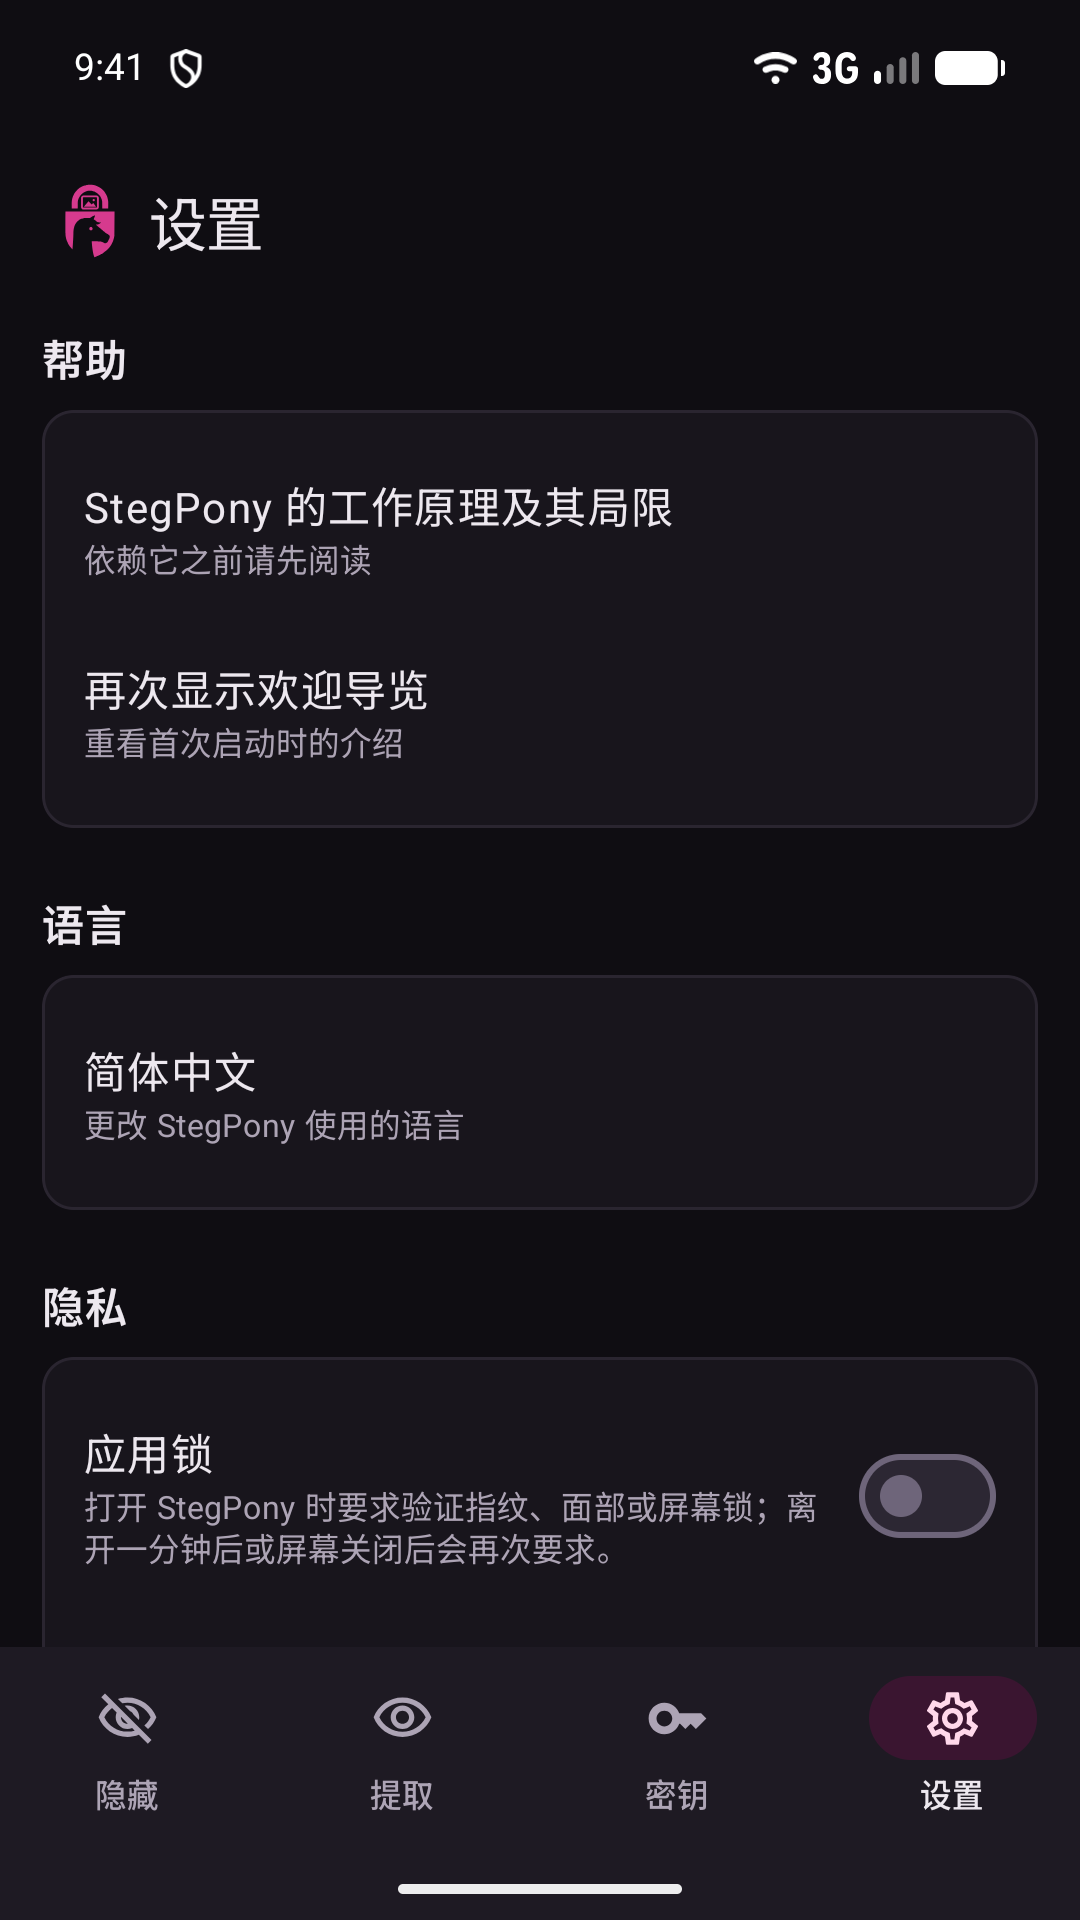 9:41
3G
设置
帮助
StegPony 的工作原理及其局限
依赖它之前请先阅读
再次显示欢迎导览
重看首次启动时的介绍
语言
简体中文
更改 StegPony 使用的语言
隐私
应用锁
打开 StegPony 时要求验证指纹、面部或屏幕锁；离
开一分钟后或屏幕关闭后会再次要求。
隐藏
提取
密钥
设置